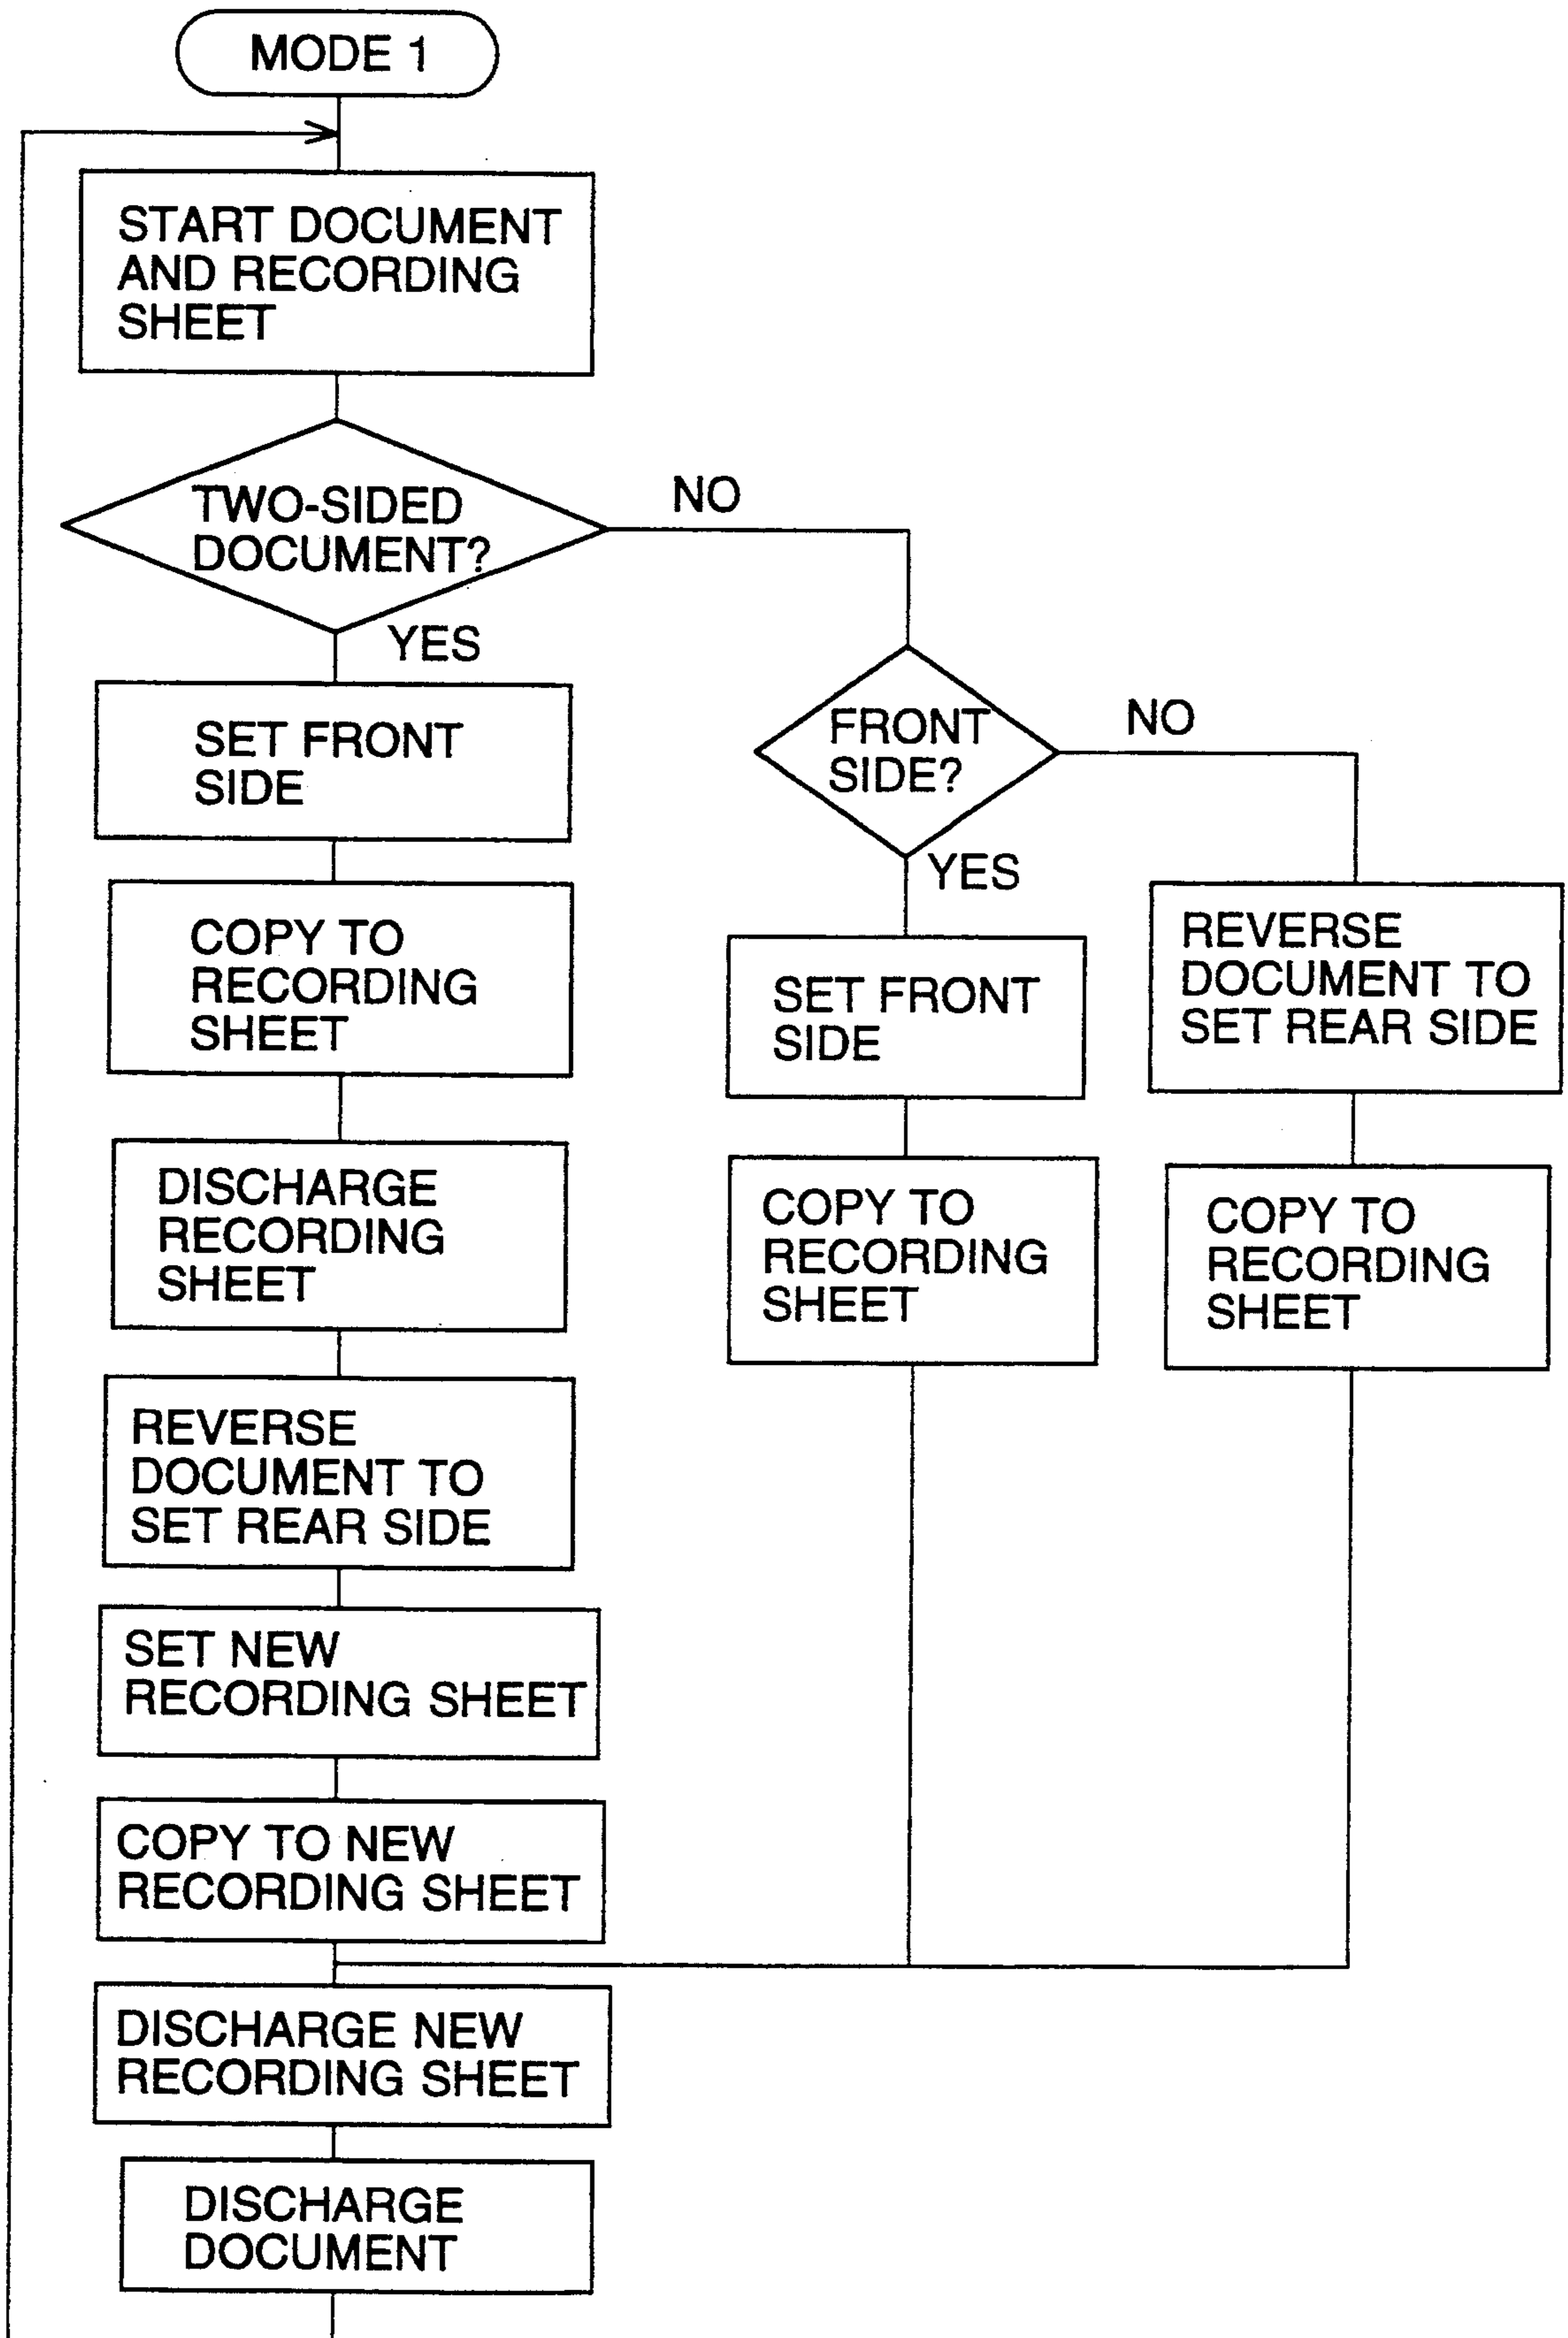 MODE 1
START DOCUMENT
AND RECORDING
SHEET
TWO-SIDED
DOCUMENT?
NO
YES
SET FRONT
SIDE
COPY TO
RECORDING
SHEET
DISCHARGE
RECORDING
SHEET
REVERSE
DOCUMENT TO
SET REAR SIDE
SET NEW
RECORDING SHEET
COPY TO NEW
RECORDING SHEET
DISCHARGE NEW
RECORDING SHEET
DISCHARGE
DOCUMENT
FRONT
SIDE?
NO
YES
SET FRONT
SIDE
COPY TO
RECORDING
SHEET
REVERSE
DOCUMENT TO
SET REAR SIDE
COPY TO
RECORDING
SHEET